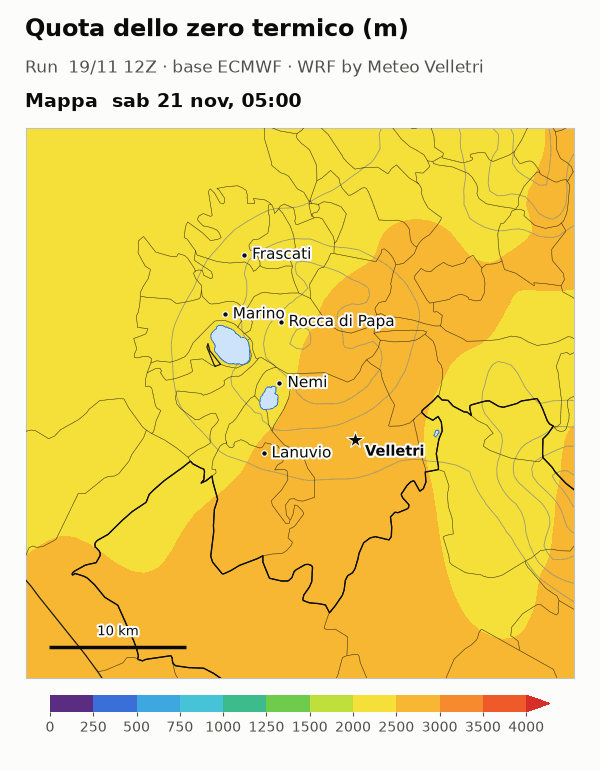 Quota dello zero termico (m)
Run  19/11 12Z · base ECMWF · WRF by Meteo Velletri
Mappa  sab 21 nov, 05:00
Frascati
Marino
Rocca di Papa
Nemi
Velletri
Lanuvio
10 km
0 250 500 750 1000 1250 1500 2000 2500 3000 3500 4000